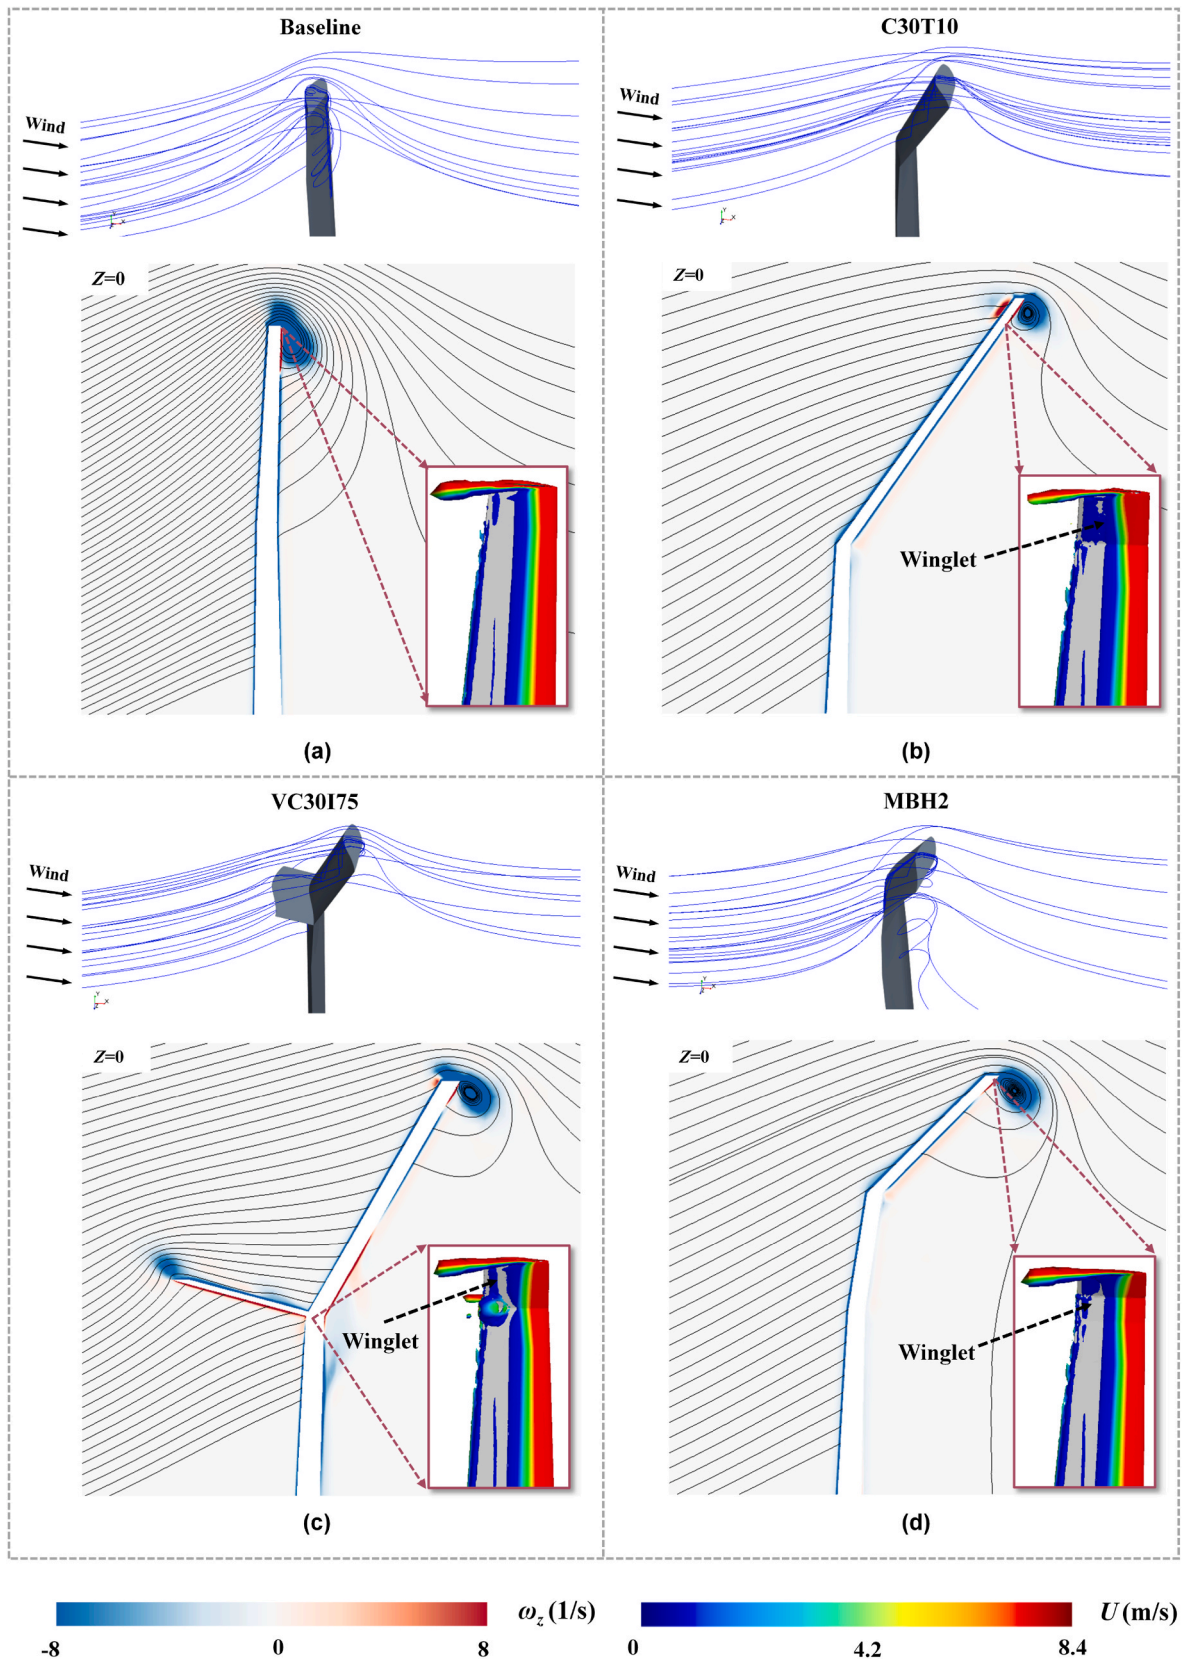 Baseline
Wind
Z=0
(a)
C30T10
Wind
Z=0
Winglet
(b)
VC30I75
Wind
Z=0
Winglet
(c)
MBH2
Wind
Z=0
Winglet
(d)
ωz (1/s)
-8 0 8
U (m/s)
0 4.2 8.4